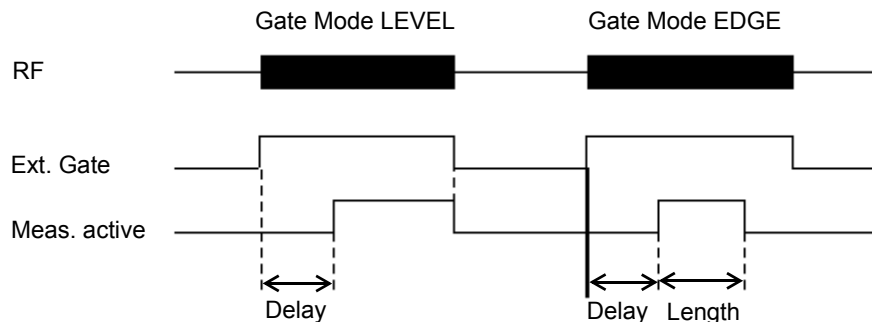 Gate Mode LEVEL Gate Mode EDGE
RF
Ext. Gate
Meas. active
Delay Delay Length